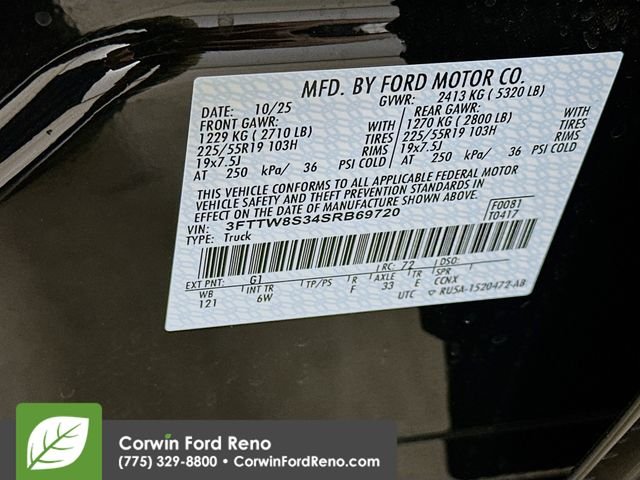 MFD. BY FORD MOTOR CO.
DATE: 10/25 GVWR: 2413 KG ( 5320 LB)
FRONT GAWR: REAR GAWR:
1229 KG ( 2710 LB) WITH 1270 KG ( 2800 LB) WITH
225/55R19 103H TIRES 225/55R19 103H TIRES
19x7.5J RIMS 19x7.5J RIMS
AT 250 kPa/ 36 PSI COLD AT 250 kPa/ 36 PSI COLD
THIS VEHICLE CONFORMS TO ALL APPLICABLE FEDERAL MOTOR
VEHICLE SAFETY AND THEFT PREVENTION STANDARDS IN
EFFECT ON THE DATE OF MANUFACTURE SHOWN ABOVE.
VIN: 3FTTW8S34SRB69720 F0081
TYPE: Truck T0417
EXT PNT: G1 RC: 72 DSO:
WB INT TR TP/PS R AXLE TR SPR
121 6W F 33 E CCNX
UTC RU5A-1520472-AB
Corwin Ford Reno
(775) 329-8800 • CorwinFordReno.com